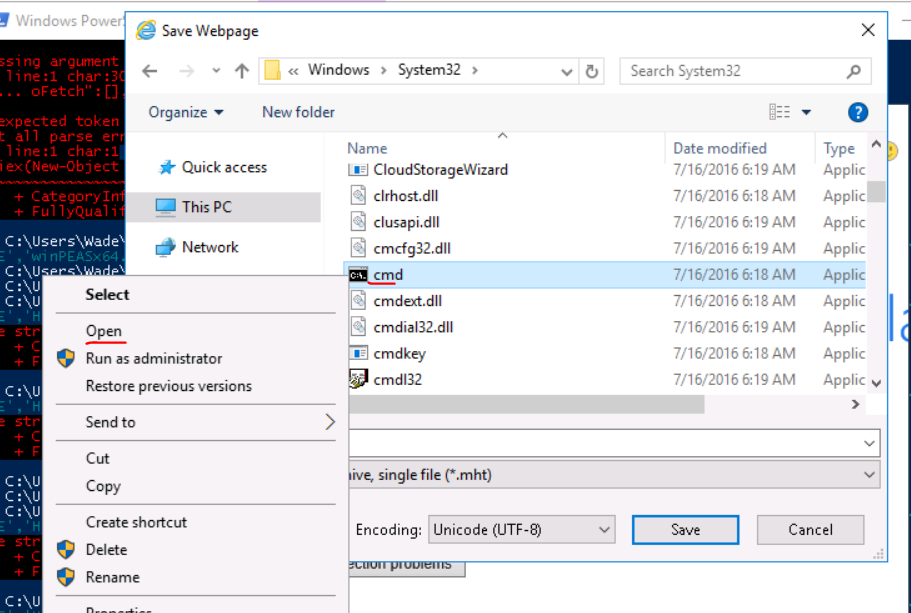 Windows Power
Save Webpage
« Windows › System32 ›
Search System32
Organize
New folder
?
Name
Date modified
Type
Quick access
This PC
Network
CloudStorageWizard 7/16/2016 6:19 AM Applic
clrhost.dll 7/16/2016 6:18 AM Applic
clusapi.dll 7/16/2016 6:19 AM Applic
cmcfg32.dll 7/16/2016 6:19 AM Applic
cmd 7/16/2016 6:18 AM Applic
cmdext.dll 7/16/2016 6:18 AM Applic
cmdial32.dll 7/16/2016 6:19 AM Applic
cmdkey 7/16/2016 6:18 AM Applic
cmdl32 7/16/2016 6:19 AM Applic
hive, single file (*.mht)
Encoding: Unicode (UTF-8)
Save
Cancel
ection problems
Select
Open
Run as administrator
Restore previous versions
Send to
Cut
Copy
Create shortcut
Delete
Rename
Properties
ssing argument
line:1 char:30
... oFetch":[],
expected token
t all parse err
line:1 char:1
iex(New-Object
+ CategoryInf
+ FullyQualif
C:\Users\Wade\
E','winPEASx64.
C:\Users\Wade\
C:\U
C:\U
E','H
e str
+ C
+ F
C:\U
E','H
e str
+ C
+ F
C:\U
C:\U
C:\U
E','H
e str
+ C
+ F
C:\U
la